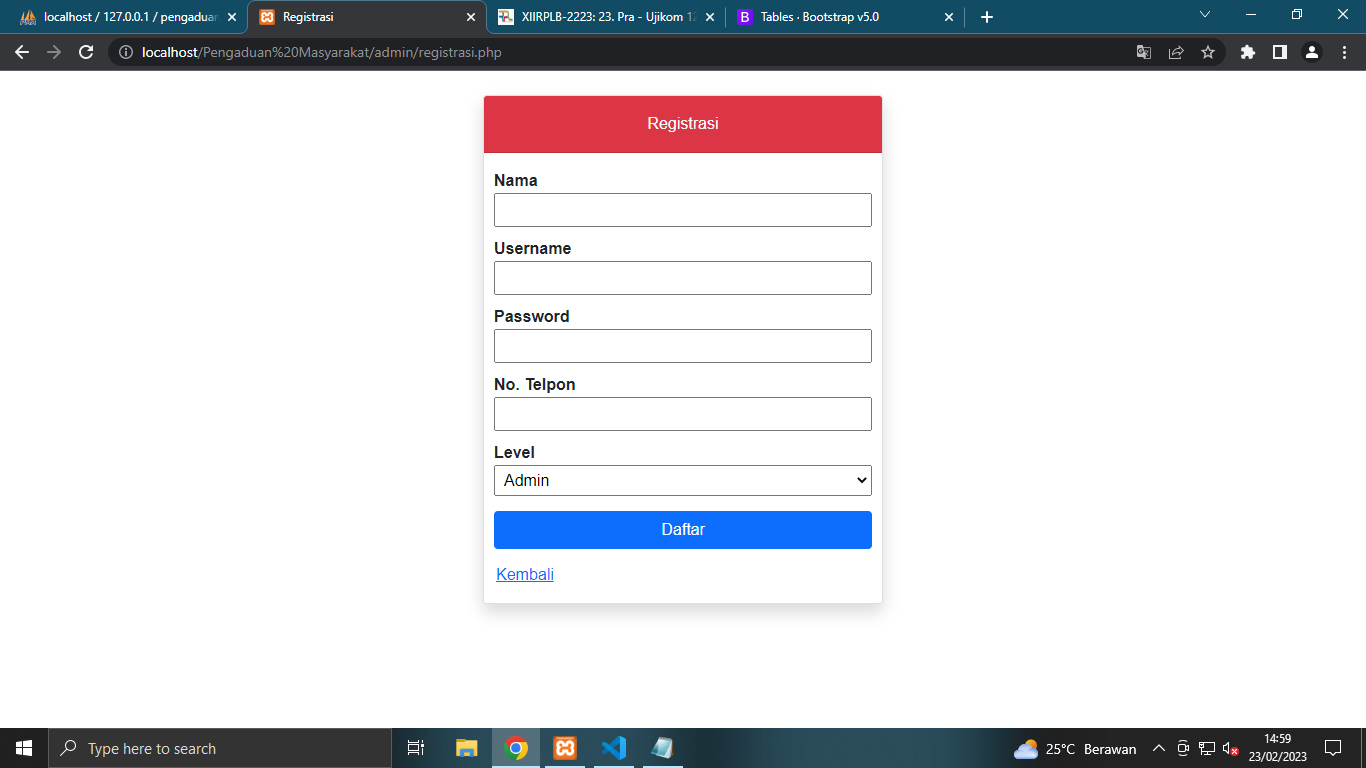 localhost / 127.0.0.1 / pengaduan
Registrasi
XIIRPLB-2223: 23. Pra - Ujikom 12
Tables · Bootstrap v5.0
localhost/Pengaduan%20Masyarakat/admin/registrasi.php
Registrasi
Nama
Username
Password
No. Telpon
Level
Admin
Daftar
Kembali
Type here to search
25°C Berawan
14:59
23/02/2023